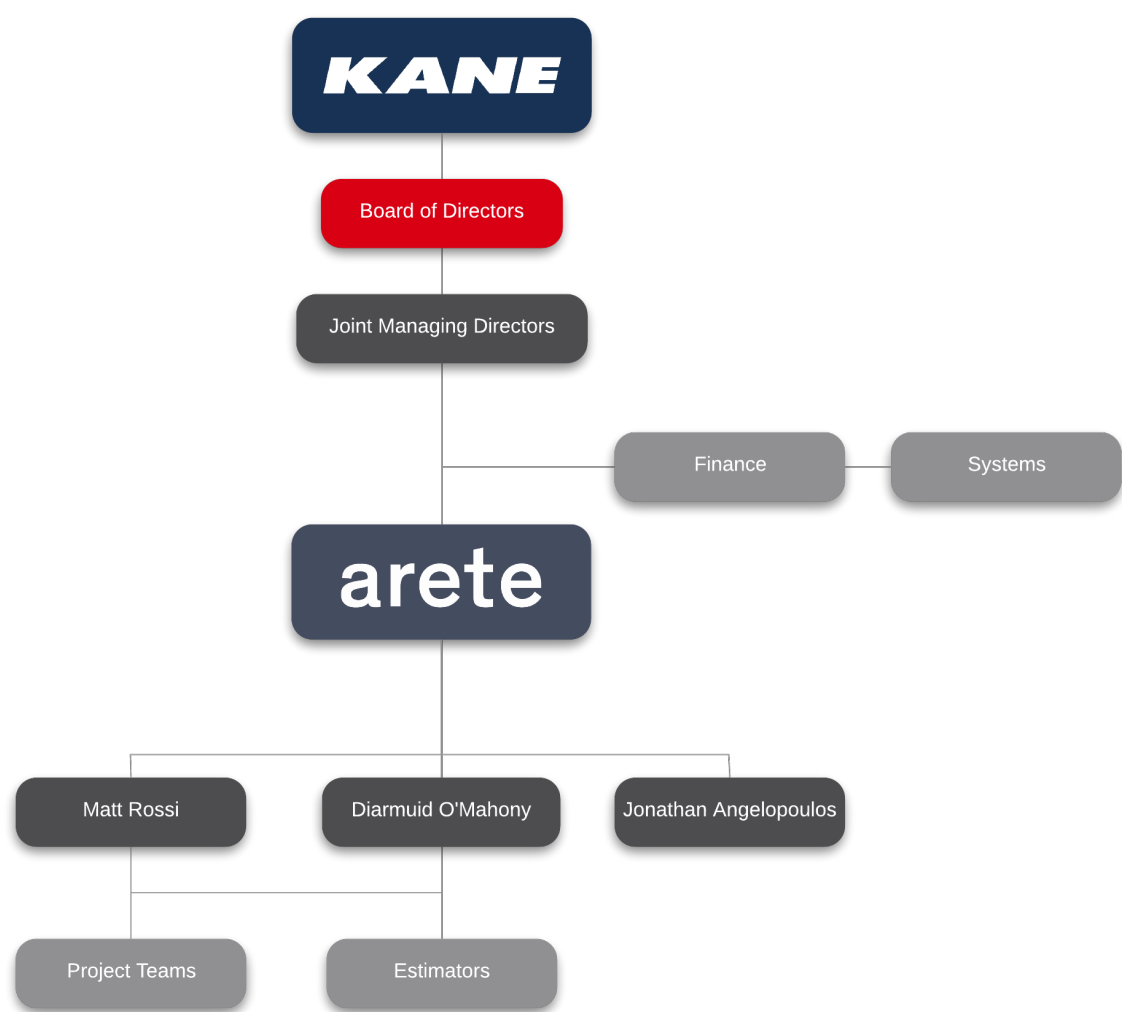 KANE
Board of Directors
Joint Managing Directors
Finance
Systems
arete
Matt Rossi
Diarmuid O'Mahony
Jonathan Angelopoulos
Project Teams
Estimators